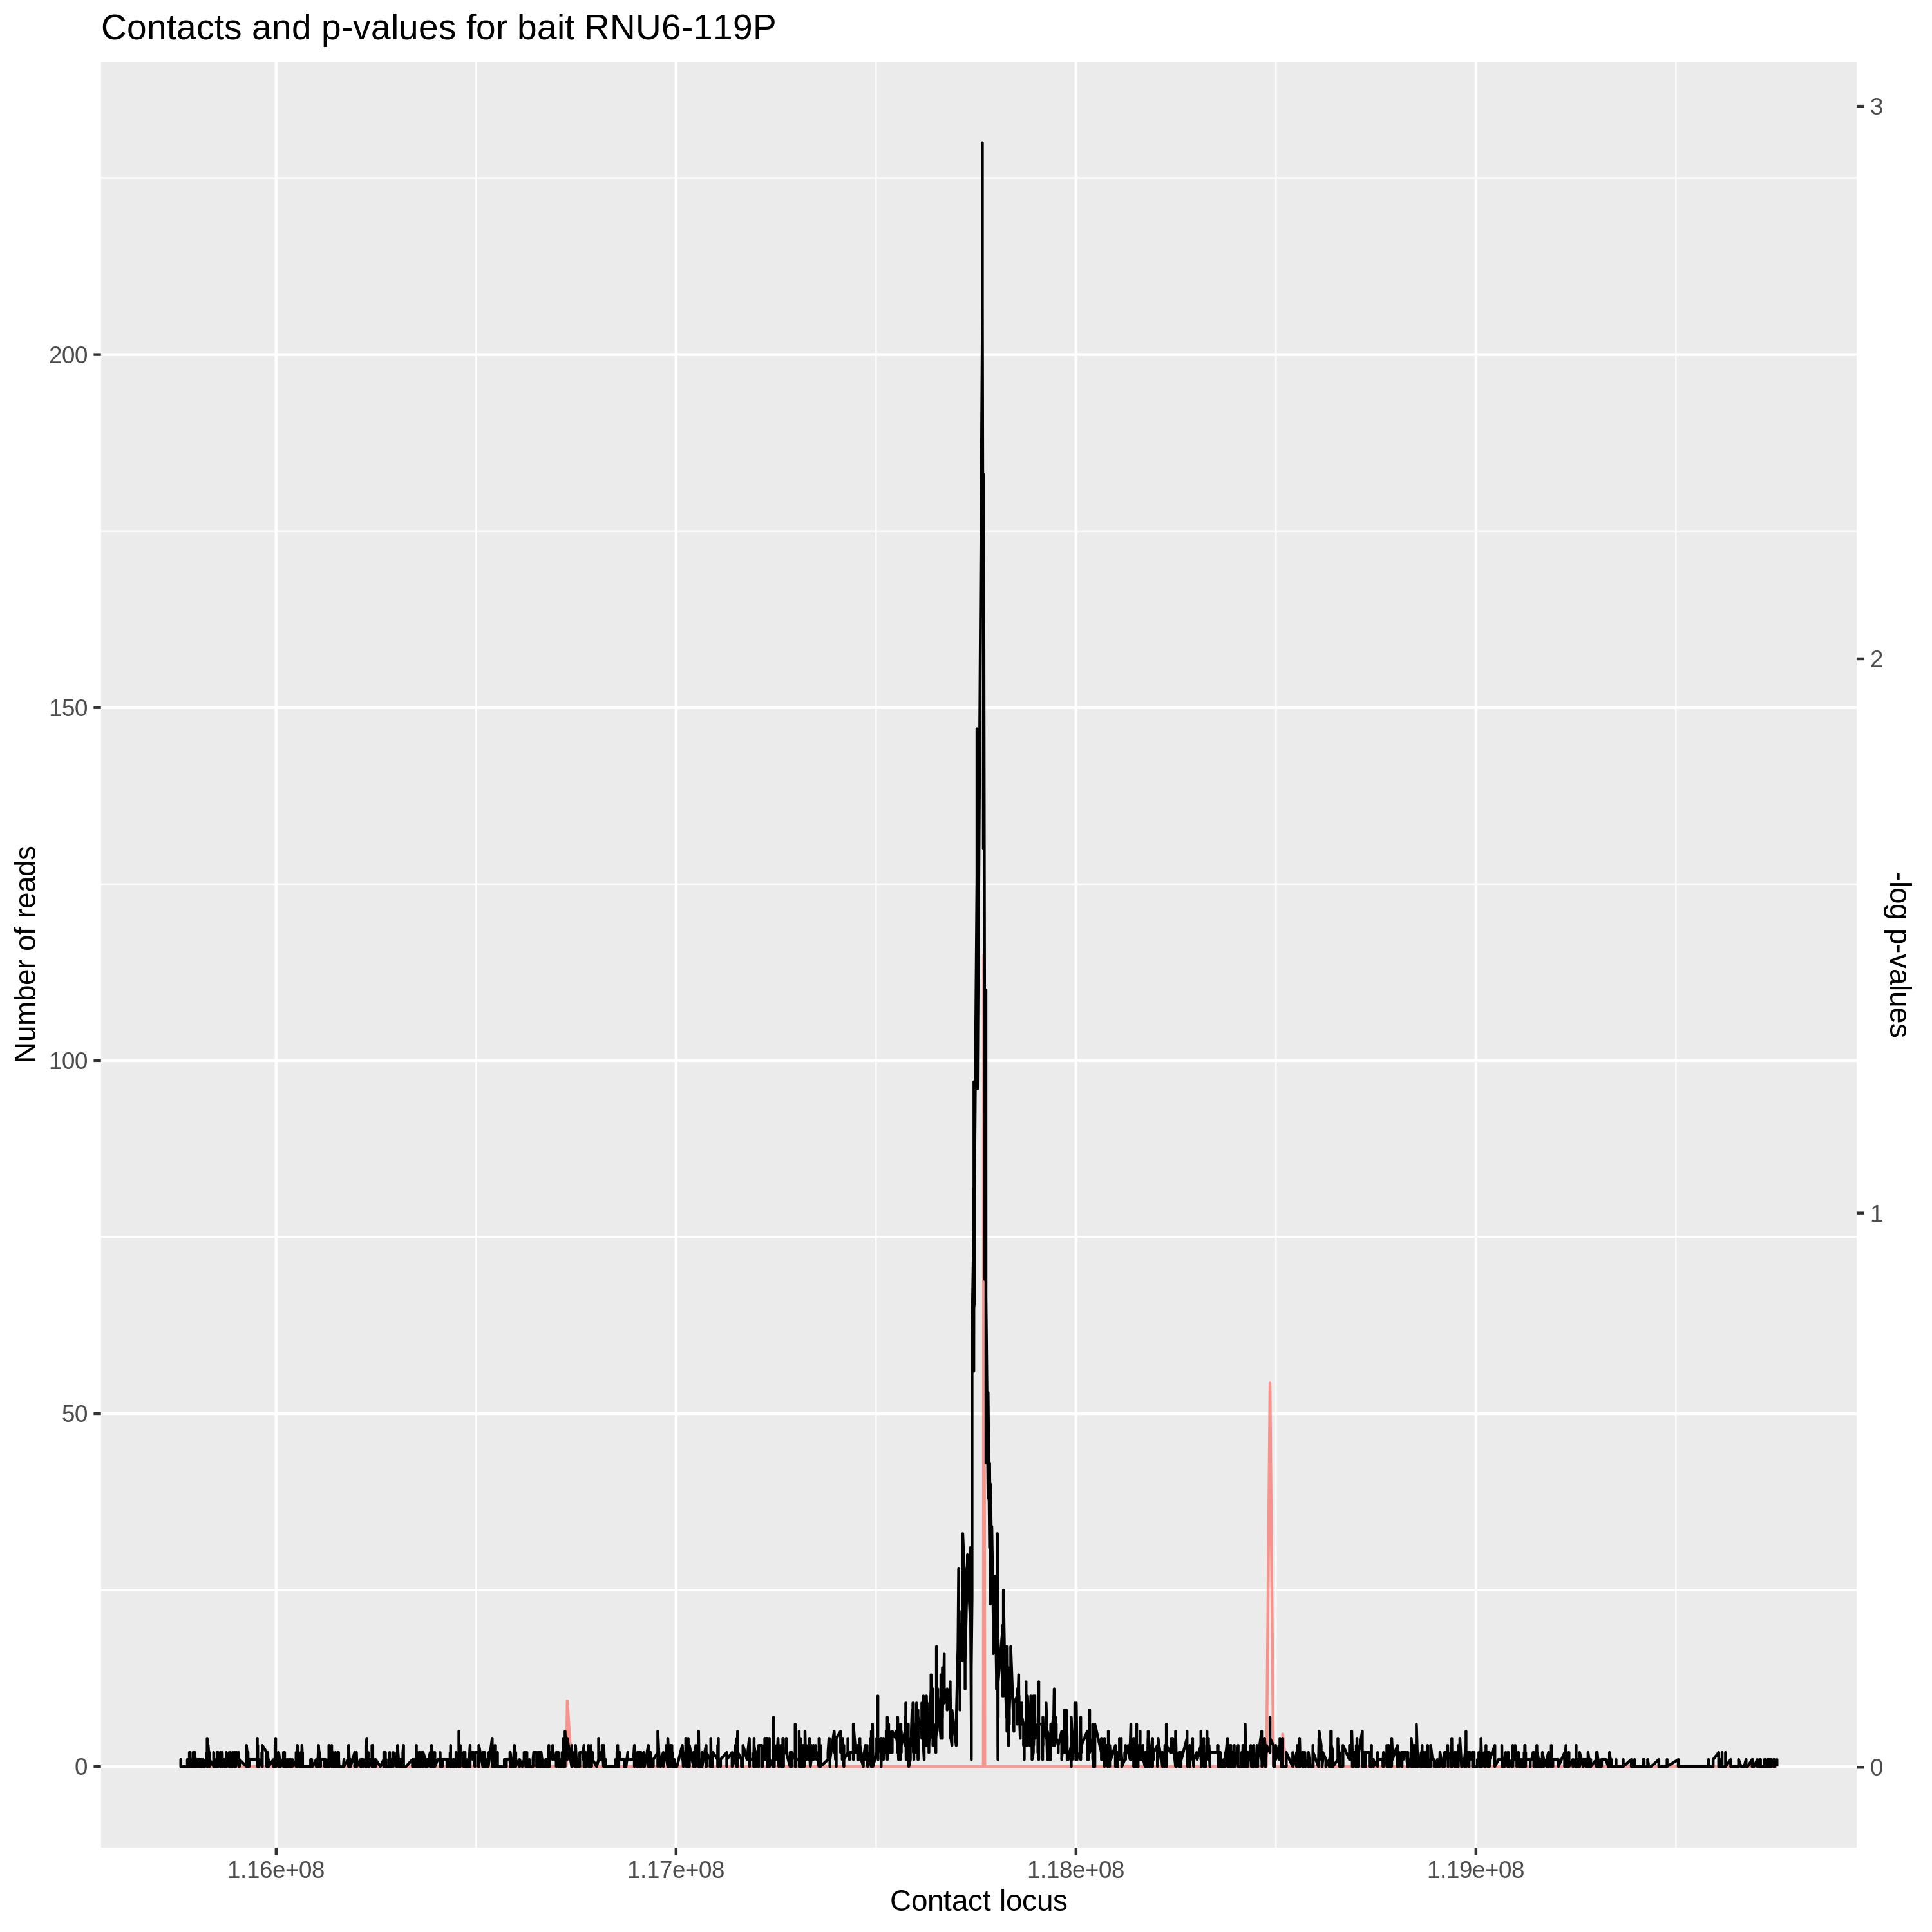 Contacts and p-values for bait RNU6-119P
Number of reads
200
150
100
50
0
3
2
1
0
-log p-values
1.16e+08
1.17e+08
1.18e+08
1.19e+08
Contact locus